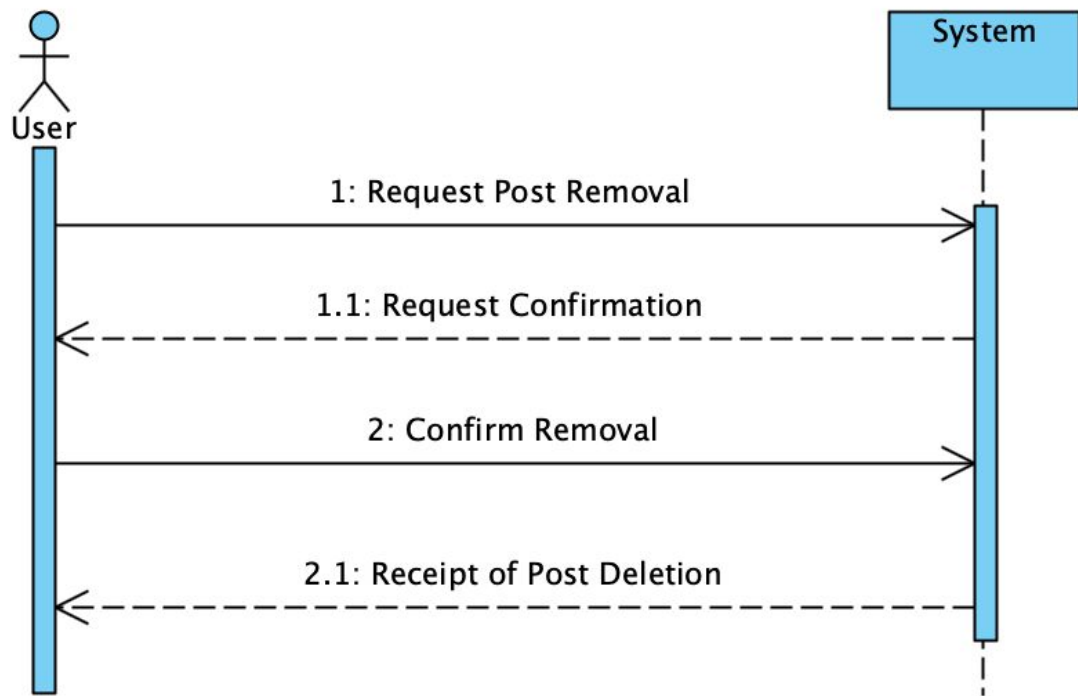 System
User
1: Request Post Removal
1.1: Request Confirmation
2: Confirm Removal
2.1: Receipt of Post Deletion